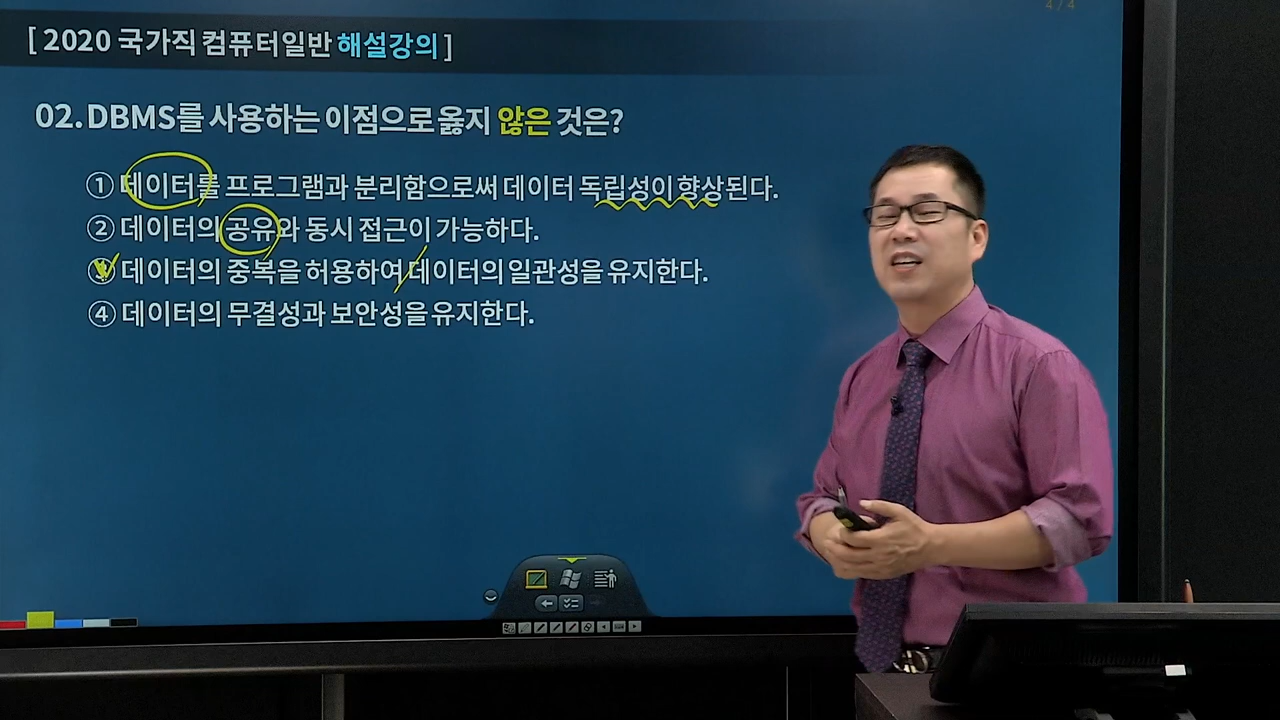 4 / 4
[ 2020 국가직 컴퓨터일반 해설강의 ]
02. DBMS를 사용하는 이점으로 옳지 않은 것은?
① 데이터를 프로그램과 분리함으로써 데이터 독립성이 향상된다.
② 데이터의 공유와 동시 접근이 가능하다.
③ 데이터의 중복을 허용하여 데이터의 일관성을 유지한다.
④ 데이터의 무결성과 보안성을 유지한다.